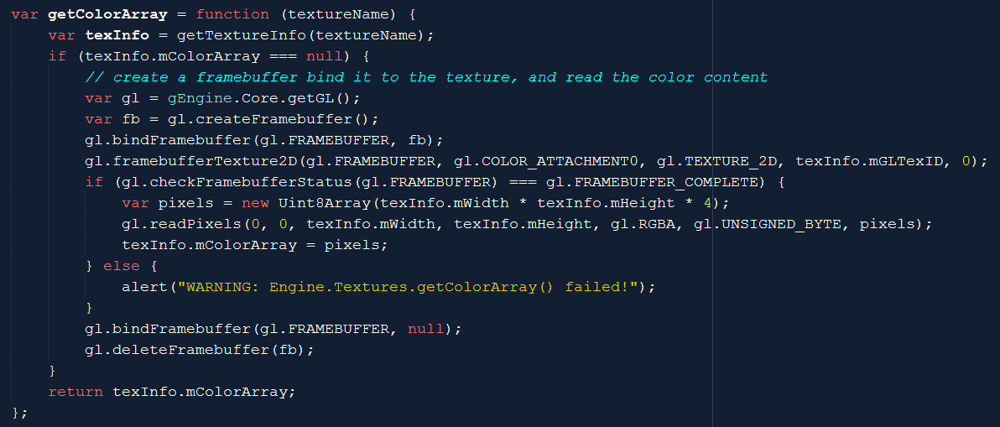 var getColorArray = function (textureName) {
    var texInfo = getTextureInfo(textureName);
    if (texInfo.mColorArray === null) {
        // create a framebuffer bind it to the texture, and read the color content
        var gl = gEngine.Core.getGL();
        var fb = gl.createFramebuffer();
        gl.bindFramebuffer(gl.FRAMEBUFFER, fb);
        gl.framebufferTexture2D(gl.FRAMEBUFFER, gl.COLOR_ATTACHMENT0, gl.TEXTURE_2D, texInfo.mGLTexID, 0);
        if (gl.checkFramebufferStatus(gl.FRAMEBUFFER) === gl.FRAMEBUFFER_COMPLETE) {
            var pixels = new Uint8Array(texInfo.mWidth * texInfo.mHeight * 4);
            gl.readPixels(0, 0, texInfo.mWidth, texInfo.mHeight, gl.RGBA, gl.UNSIGNED_BYTE, pixels);
            texInfo.mColorArray = pixels;
        } else {
            alert("WARNING: Engine.Textures.getColorArray() failed!");
        }
        gl.bindFramebuffer(gl.FRAMEBUFFER, null);
        gl.deleteFramebuffer(fb);
    }
    return texInfo.mColorArray;
};